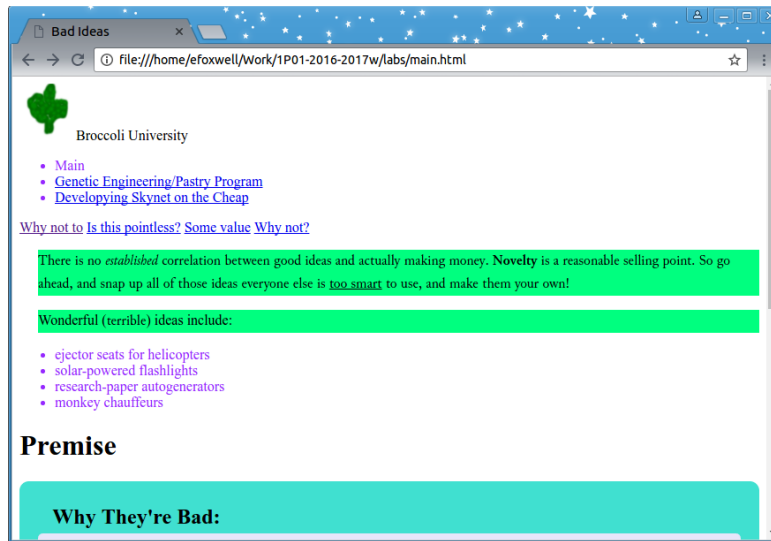 Bad Ideas
file:///home/efoxwell/Work/1P01-2016-2017w/labs/main.html
Broccoli University
Main
Genetic Engineering/Pastry Program
Developying Skynet on the Cheap
Why not to Is this pointless? Some value Why not?
There is no established correlation between good ideas and actually making money. Novelty is a reasonable selling point. So go
ahead, and snap up all of those ideas everyone else is too smart to use, and make them your own!
Wonderful (terrible) ideas include:
ejector seats for helicopters
solar-powered flashlights
research-paper autogenerators
monkey chauffeurs
Premise
Why They're Bad: